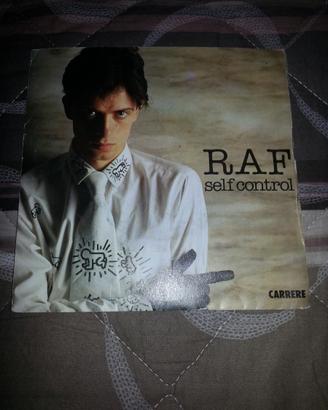 RAF
self control
CARRERE